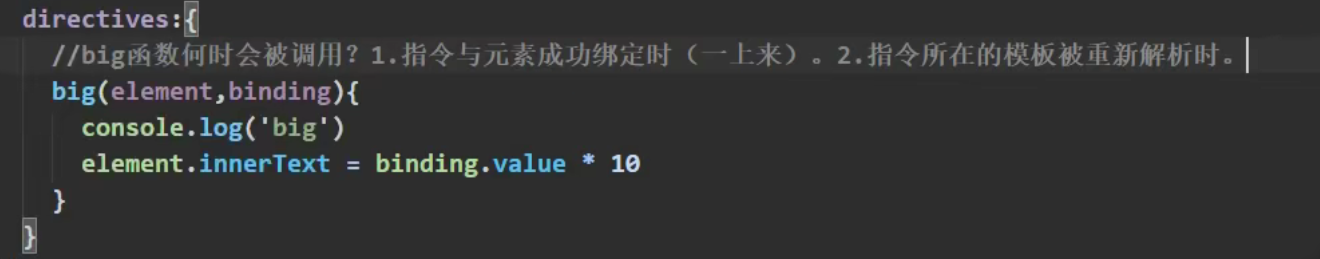 directives:{
//big函数何时会被调用？1.指令与元素成功绑定时（一上来）。2.指令所在的模板被重新解析时。
big(element,binding){
console.log('big')
element.innerText = binding.value * 10
}
}